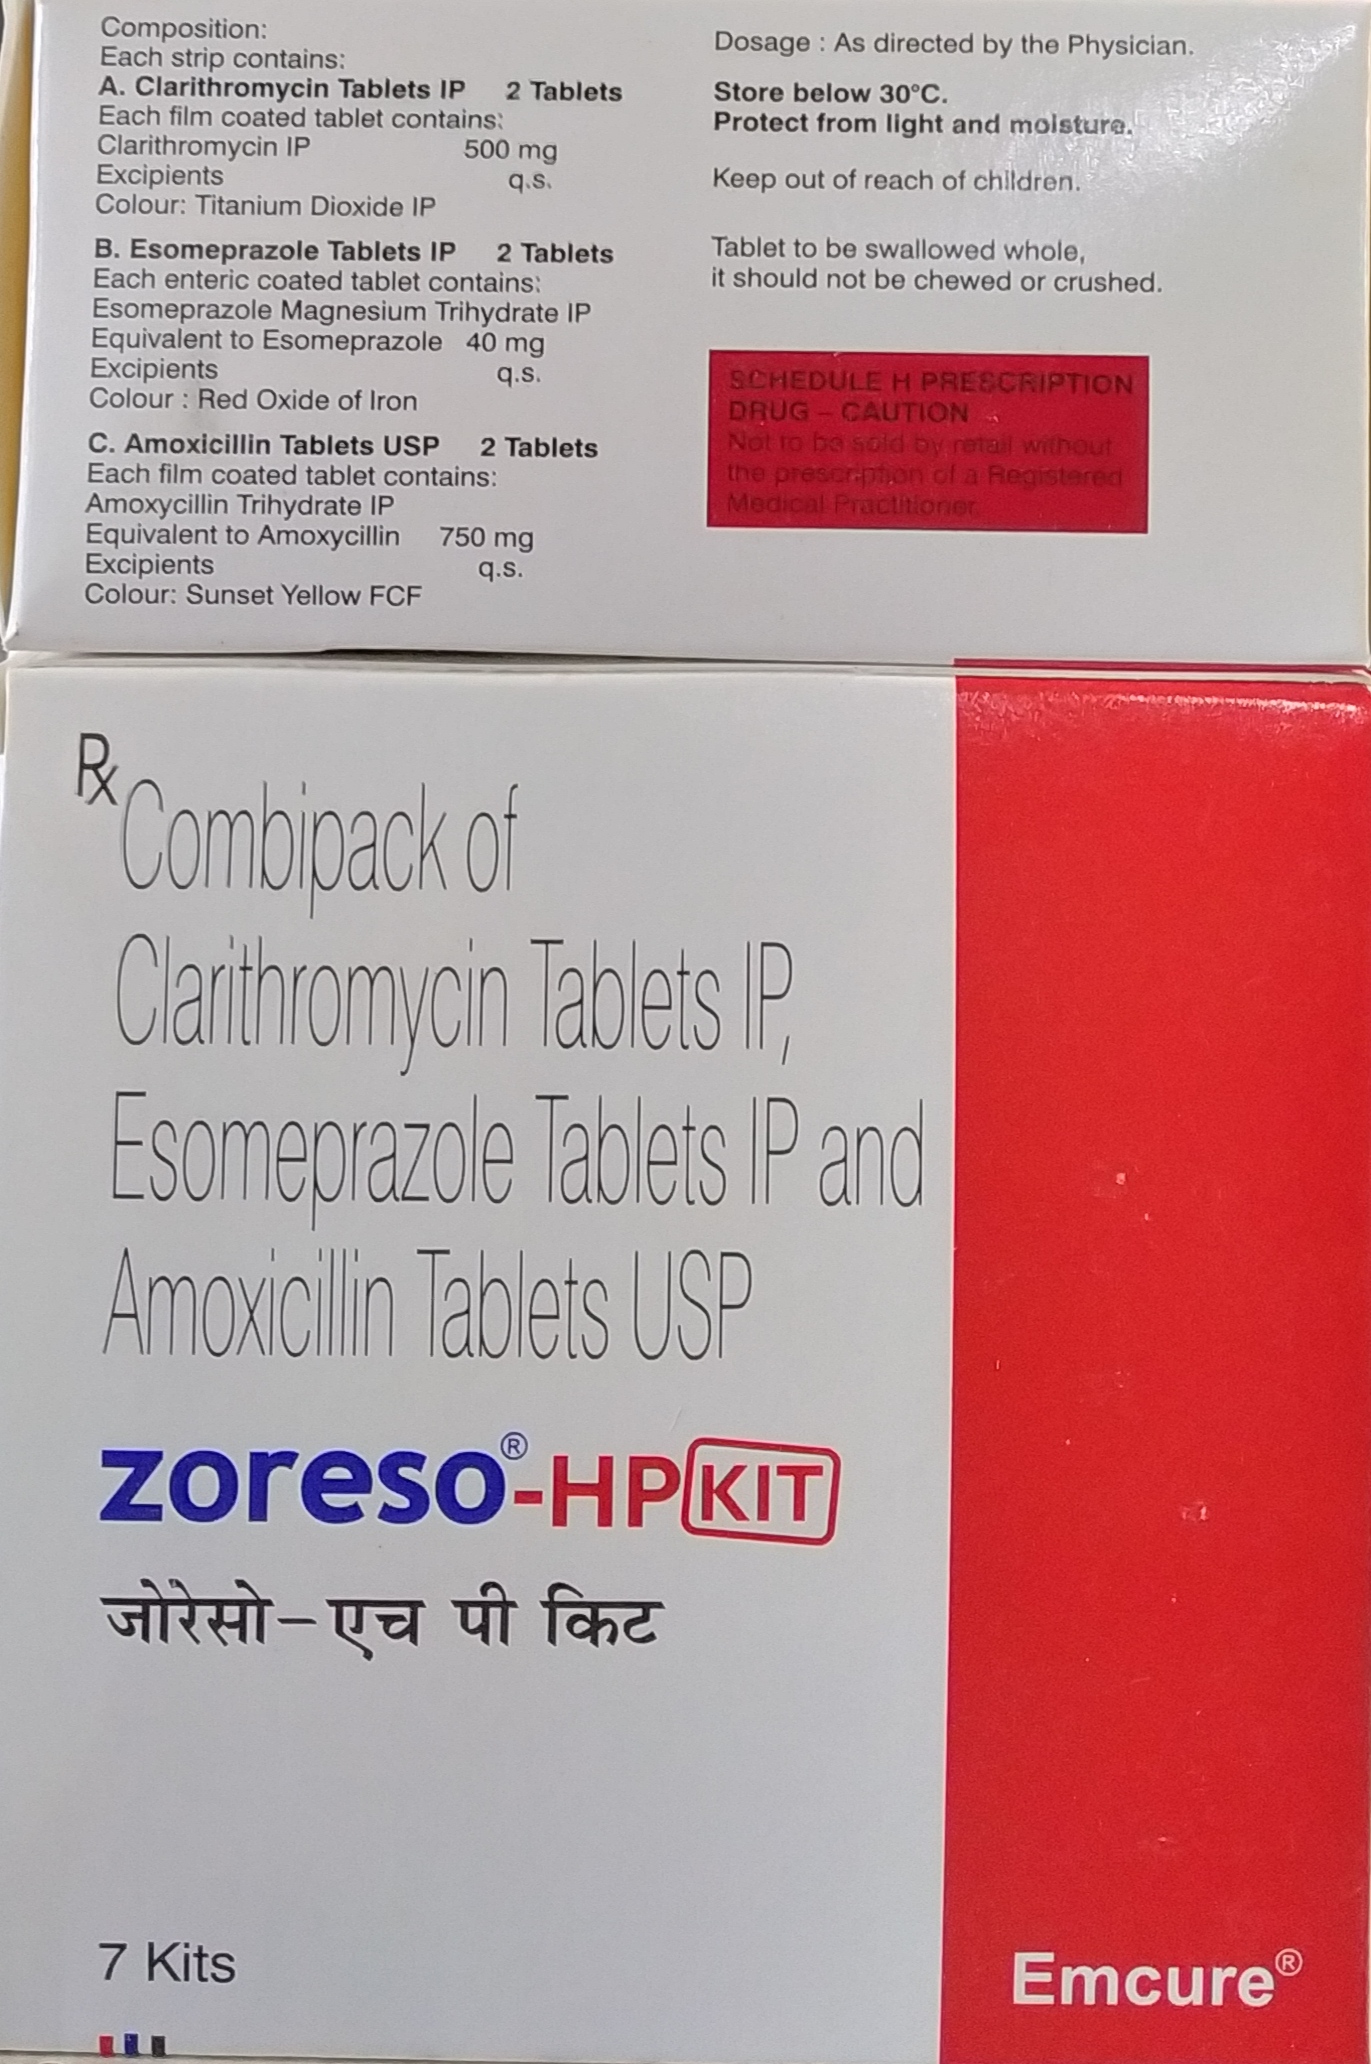 Composition:
Each strip contains:
A. Clarithromycin Tablets IP 2 Tablets
Each film coated tablet contains:
Clarithromycin IP 500 mg
Excipients q.s.
Colour: Titanium Dioxide IP
B. Esomeprazole Tablets IP 2 Tablets
Each enteric coated tablet contains:
Esomeprazole Magnesium Trihydrate IP
Equivalent to Esomeprazole 40 mg
Excipients q.s.
Colour : Red Oxide of Iron
C. Amoxicillin Tablets USP 2 Tablets
Each film coated tablet contains:
Amoxycillin Trihydrate IP
Equivalent to Amoxycillin 750 mg
Excipients q.s.
Colour: Sunset Yellow FCF
Dosage : As directed by the Physician.
Store below 30°C.
Protect from light and moisture.
Keep out of reach of children.
Tablet to be swallowed whole,
it should not be chewed or crushed.
SCHEDULE H PRESCRIPTION
DRUG – CAUTION
Not to be sold by retail without
the prescription of a Registered
Medical Practitioner.
Rx
Combipack of
Clarithromycin Tablets IP,
Esomeprazole Tablets IP and
Amoxicillin Tablets USP
zoreso®-HP KIT
जोरेसो-एच पी किट
7 Kits
Emcure®